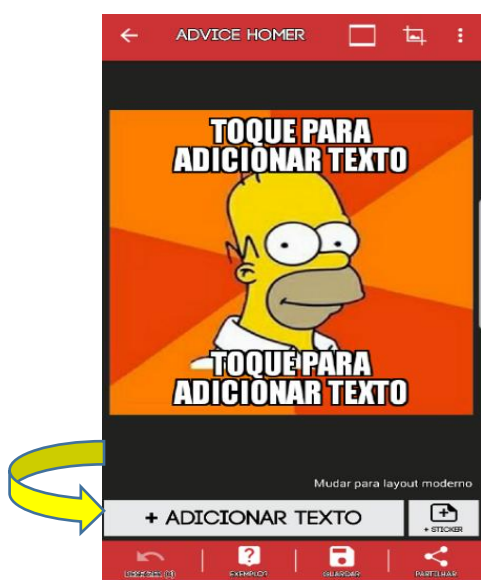 ADVICE HOMER
TOQUE PARA
ADICIONAR TEXTO
TOQUE PARA
ADICIONAR TEXTO
Mudar para layout moderno
+ ADICIONAR TEXTO
+ STICKER
EXEMPLOS
GUARDAR
PARTILHAR